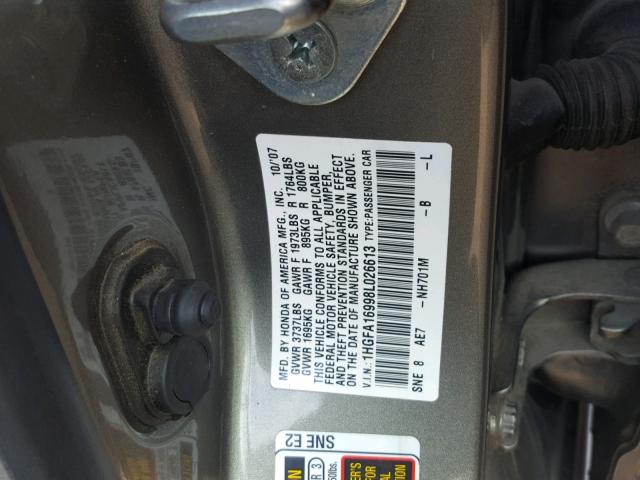 MFD. BY HONDA OF AMERICA MFG., INC. 10/'07
GVWR 3737LBS GAWR F 1973LBS R 1764LBS
GVWR 1695KG GAWR F 895KG R 800KG
THIS VEHICLE CONFORMS TO ALL APPLICABLE
FEDERAL MOTOR VEHICLE SAFETY, BUMPER,
AND THEFT PREVENTION STANDARDS IN EFFECT
ON THE DATE OF MANUFACTURE SHOWN ABOVE.
V.I.N.: 1HGFA16998L026613 TYPE:PASSENGER CAR
SNE 8 AE7 -NH701M -B -L
SNE E2
R 3